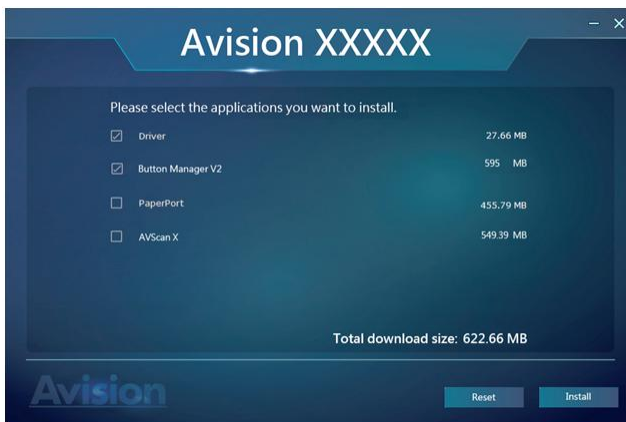 Avision XXXXX
Please select the applications you want to install.
Driver 27.66 MB
Button Manager V2 595 MB
PaperPort 455.79 MB
AVScan X 549.39 MB
Total download size: 622.66 MB
Avision
Reset Install